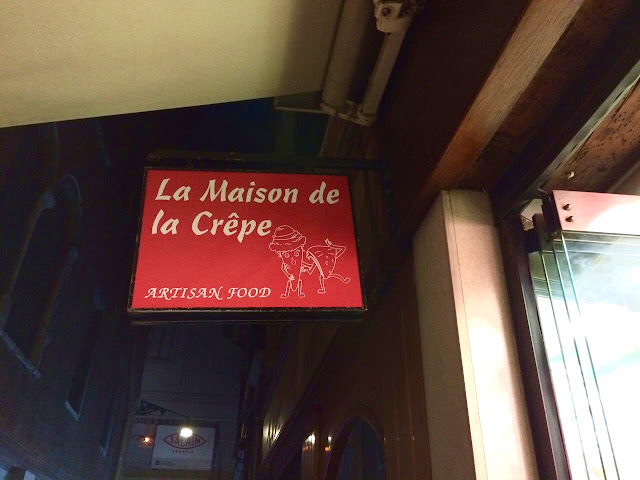 La Maison de
la Crêpe
ARTISAN FOOD